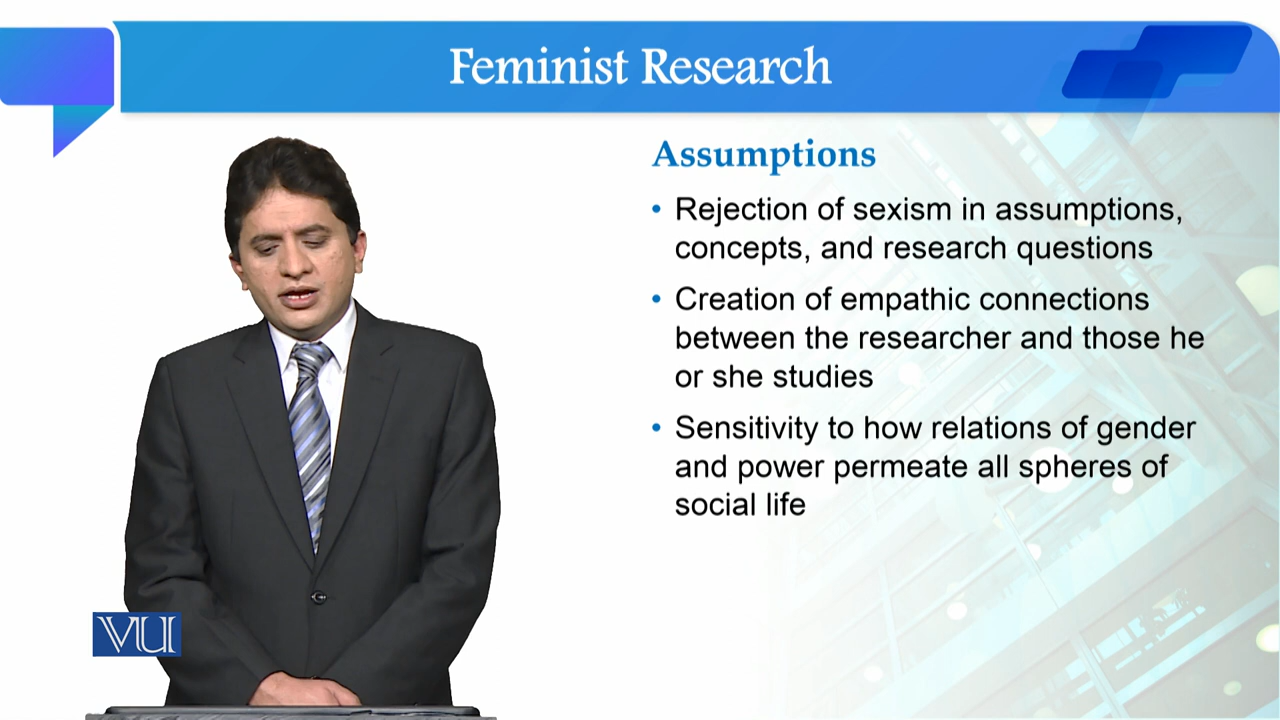 Feminist Research
Assumptions
• Rejection of sexism in assumptions,
concepts, and research questions
• Creation of empathic connections
between the researcher and those he
or she studies
• Sensitivity to how relations of gender
and power permeate all spheres of
social life
VU